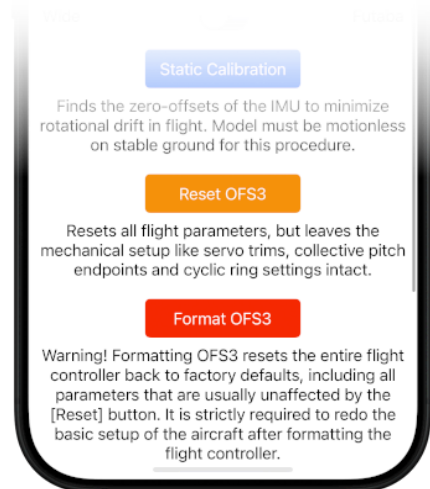 Static Calibration
Finds the zero-offsets of the IMU to minimize
rotational drift in flight. Model must be motionless
on stable ground for this procedure.
Reset OFS3
Resets all flight parameters, but leaves the
mechanical setup like servo trims, collective pitch
endpoints and cyclic ring settings intact.
Format OFS3
Warning! Formatting OFS3 resets the entire flight
controller back to factory defaults, including all
parameters that are usually unaffected by the
[Reset] button. It is strictly required to redo the
basic setup of the aircraft after formatting the
flight controller.